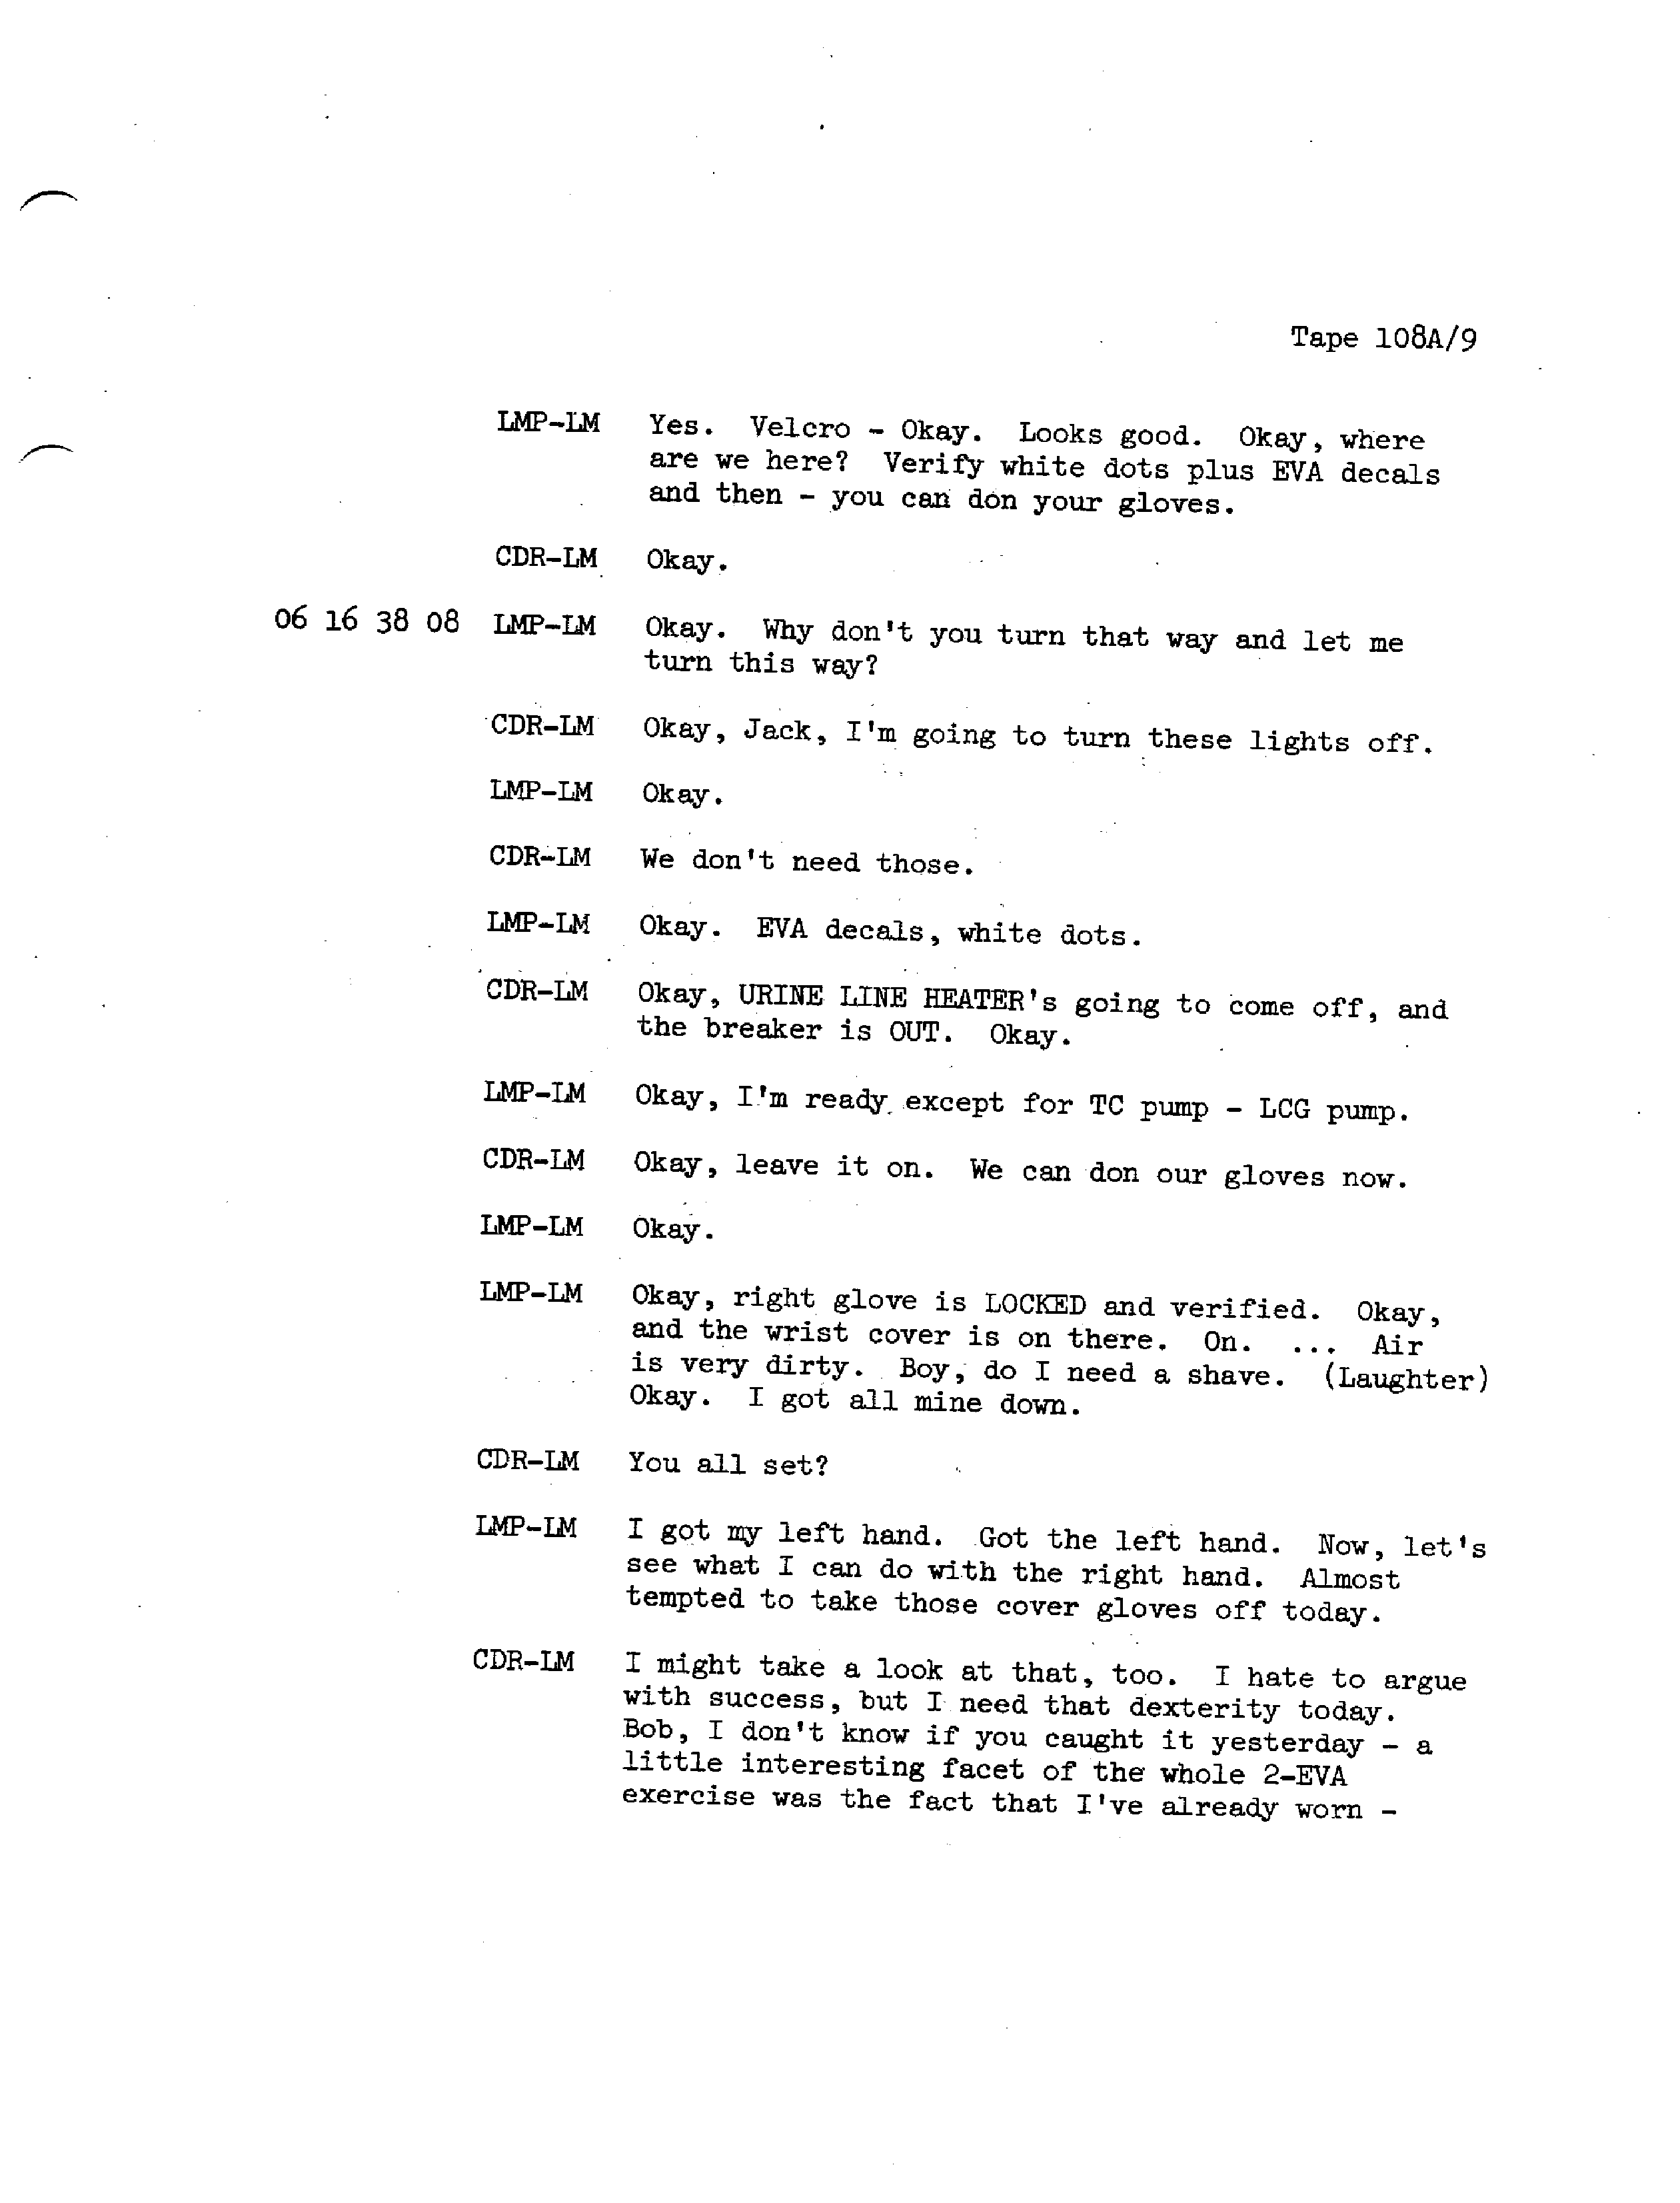 Tape 108A/9
LMP-LM Yes. Velcro - Okay. Looks good. Okay, where
are we here? Verify white dots plus EVA decals
and then - you can don your gloves.
CDR-LM Okay.
06 16 38 08 LMP-LM Okay. Why don't you turn that way and let me
turn this way?
CDR-LM Okay, Jack, I'm going to turn these lights off.
LMP-LM Okay.
CDR-LM We don't need those.
LMP-LM Okay. EVA decals, white dots.
CDR-LM Okay, URINE LINE HEATER's going to come off, and
the breaker is OUT. Okay.
LMP-LM Okay, I'm ready except for TC pump - LCG pump.
CDR-LM Okay, leave it on. We can don our gloves now.
LMP-LM Okay.
LMP-LM Okay, right glove is LOCKED and verified. Okay,
and the wrist cover is on there. On. ... Air
is very dirty. Boy, do I need a shave. (Laughter)
Okay. I got all mine down.
CDR-LM You all set?
LMP-LM I got my left hand. Got the left hand. Now, let's
see what I can do with the right hand. Almost
tempted to take those cover gloves off today.
CDR-LM I might take a look at that, too. I hate to argue
with success, but I need that dexterity today.
Bob, I don't know if you caught it yesterday - a
little interesting facet of the whole 2-EVA
exercise was the fact that I've already worn -